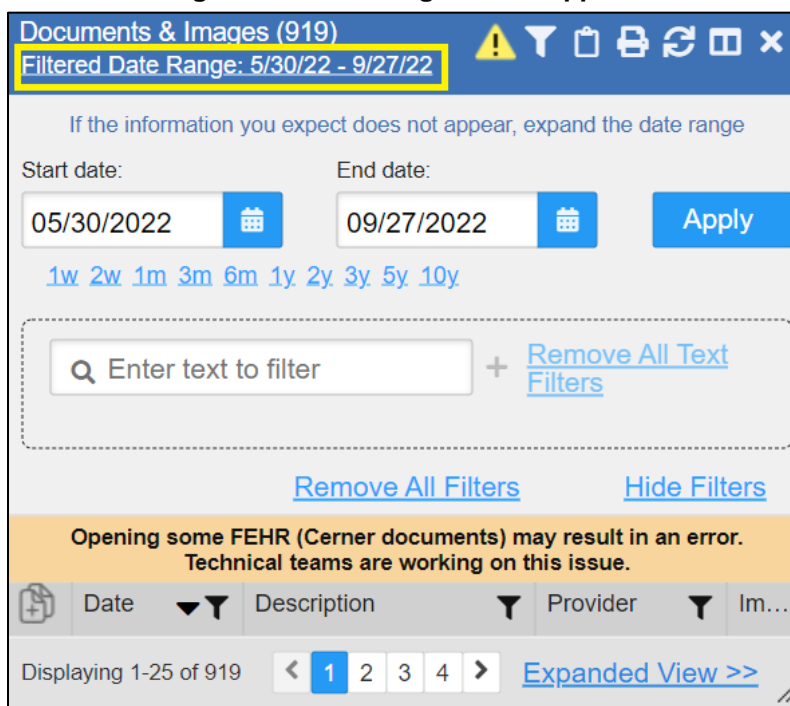 Documents & Images (919)
Filtered Date Range: 5/30/22 - 9/27/22
If the information you expect does not appear, expand the date range
Start date:
End date:
05/30/2022
09/27/2022
Apply
1w 2w 1m 3m 6m 1y 2y 3y 5y 10y
Enter text to filter
+ Remove All Text
Filters
Remove All Filters
Hide Filters
Opening some FEHR (Cerner documents) may result in an error.
Technical teams are working on this issue.
Date Description Provider Im...
Displaying 1-25 of 919 < 1 2 3 4 > Expanded View >>